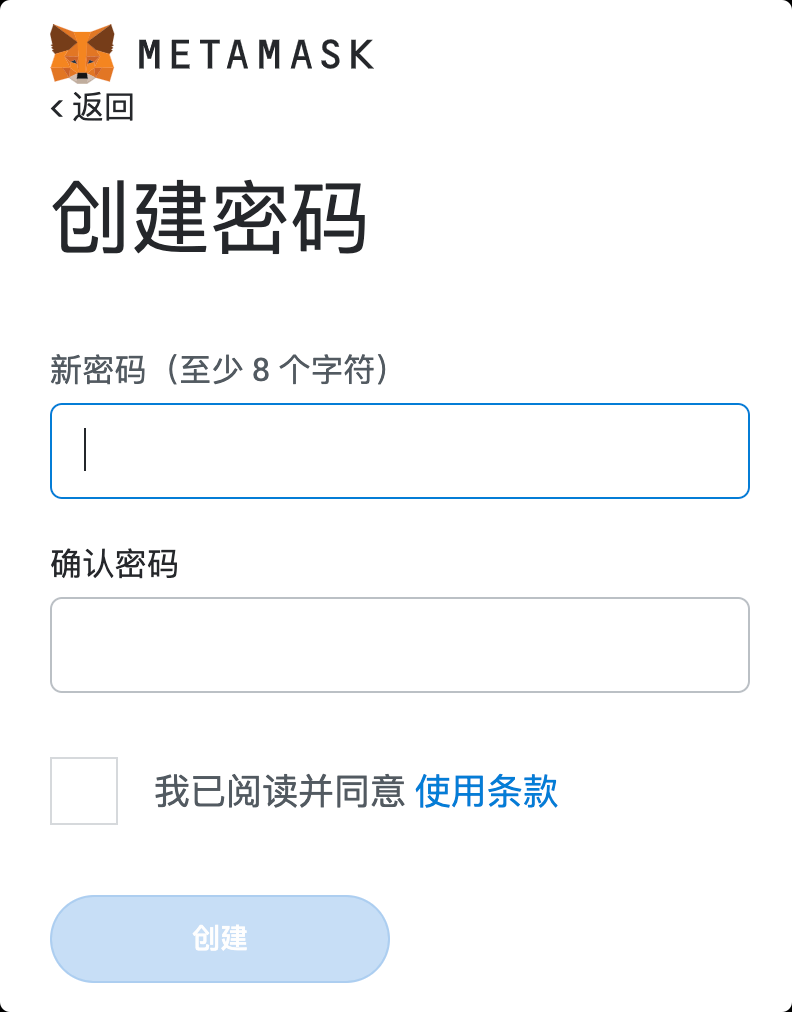 METAMASK
< 返回
创建密码
新密码（至少 8 个字符）
确认密码
我已阅读并同意 使用条款
创建